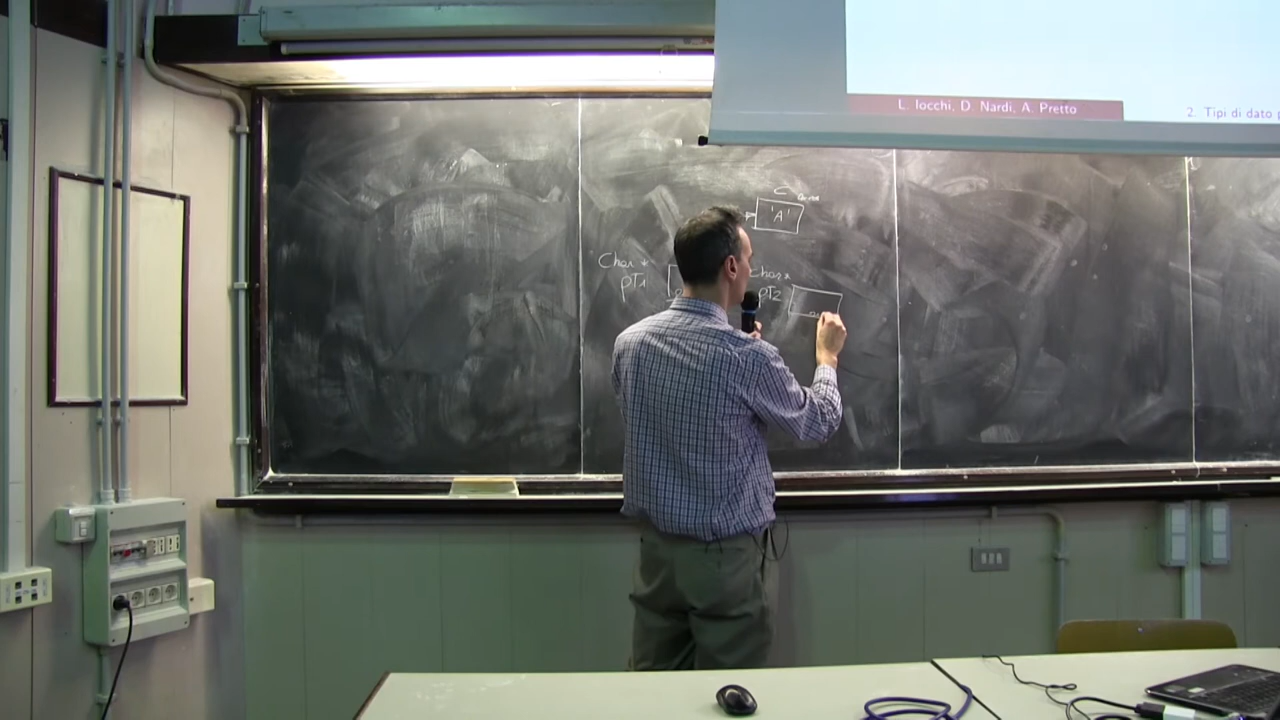 L. Iocchi, D. Nardi, A. Pretto
2. Tipi di dato p
C
'A'
Char *
pT1
Char *
pT2